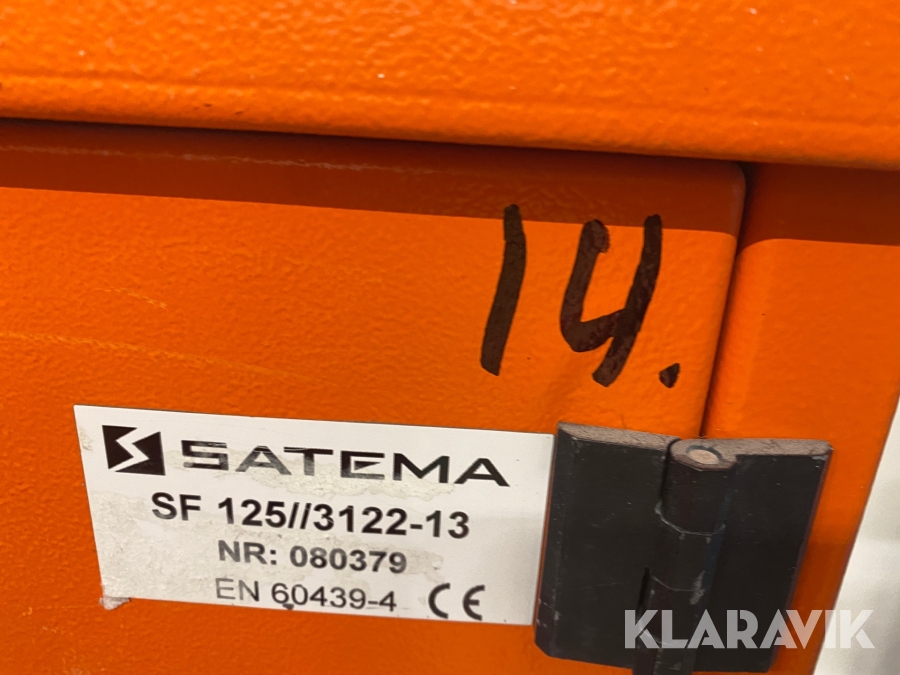 14.
SATEMA
SF 125//3122-13
NR: 080379
EN 60439-4 CE
KLARAVIK